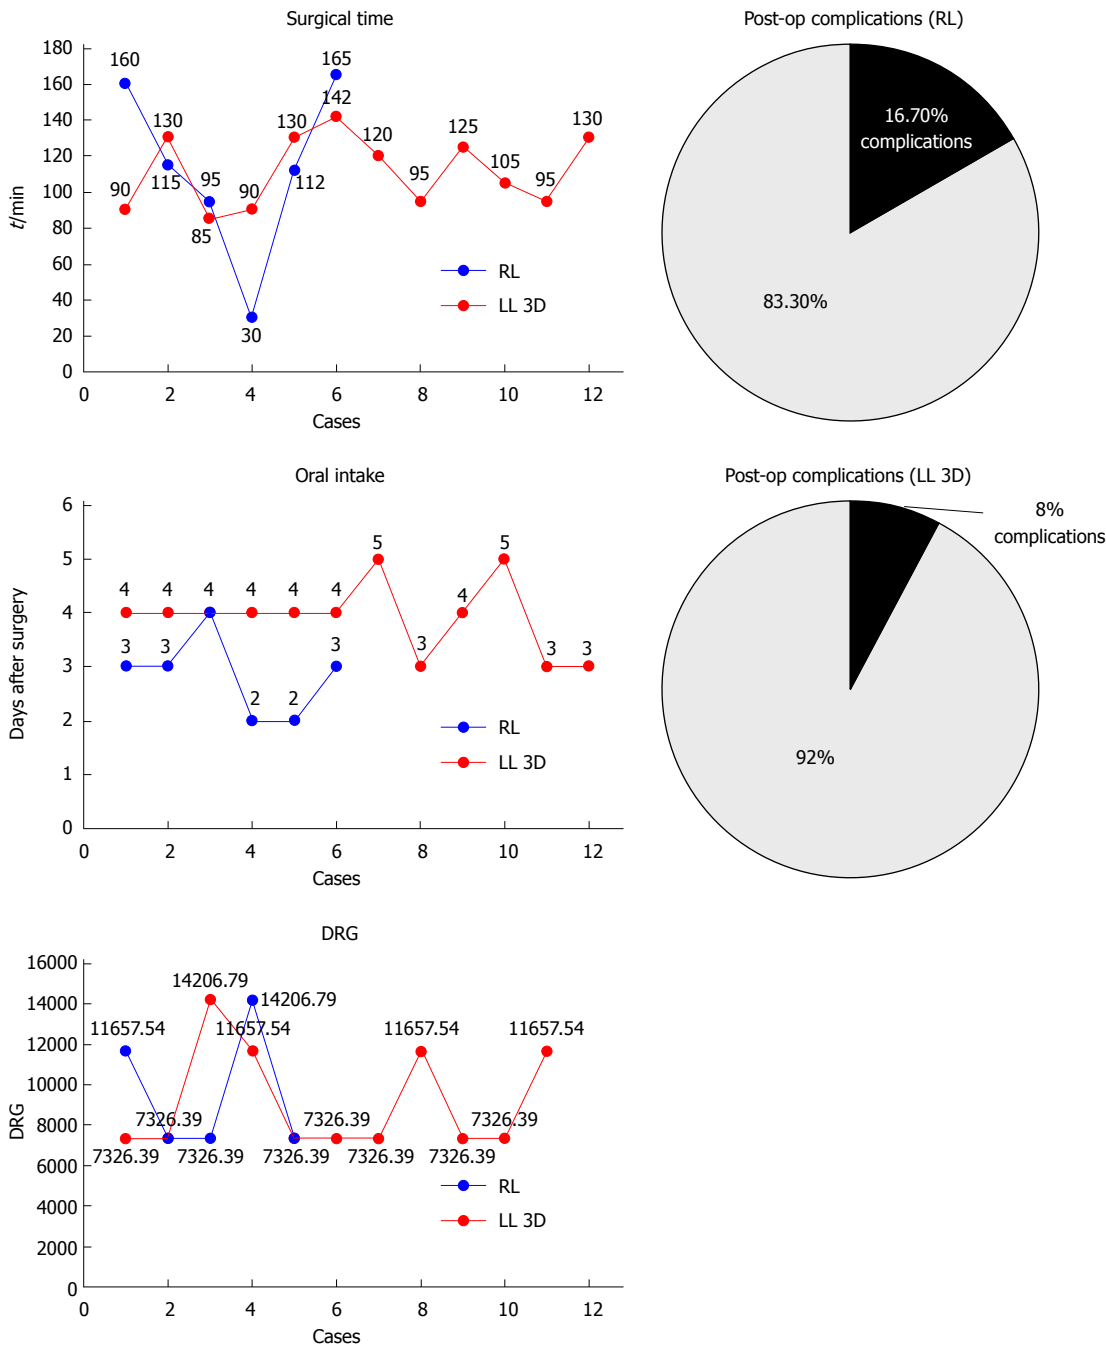 Surgical time
180
160
140
120
100
80
60
40
20
0
t/min
160
130
165
142
130
120
125
130
90
115
95
85
90
30
112
95
105
95
RL
LL 3D
0 2 4 6 8 10 12
Cases
Post-op complications (RL)
16.70%
complications
83.30%
Oral intake
6
5
4
3
2
1
0
Days after surgery
4 4 4 4 4 4 5 3 4 5 3 3
3 3 2 2 3
RL
LL 3D
0 2 4 6 8 10 12
Cases
Post-op complications (LL 3D)
8%
complications
92%
DRG
16000
14000
12000
10000
8000
6000
4000
2000
0
DRG
14206.79
14206.79
11657.54 11657.54 11657.54 11657.54
7326.39 7326.39 7326.39
7326.39 7326.39 7326.39 7326.39 7326.39
RL
LL 3D
0 2 4 6 8 10 12
Cases